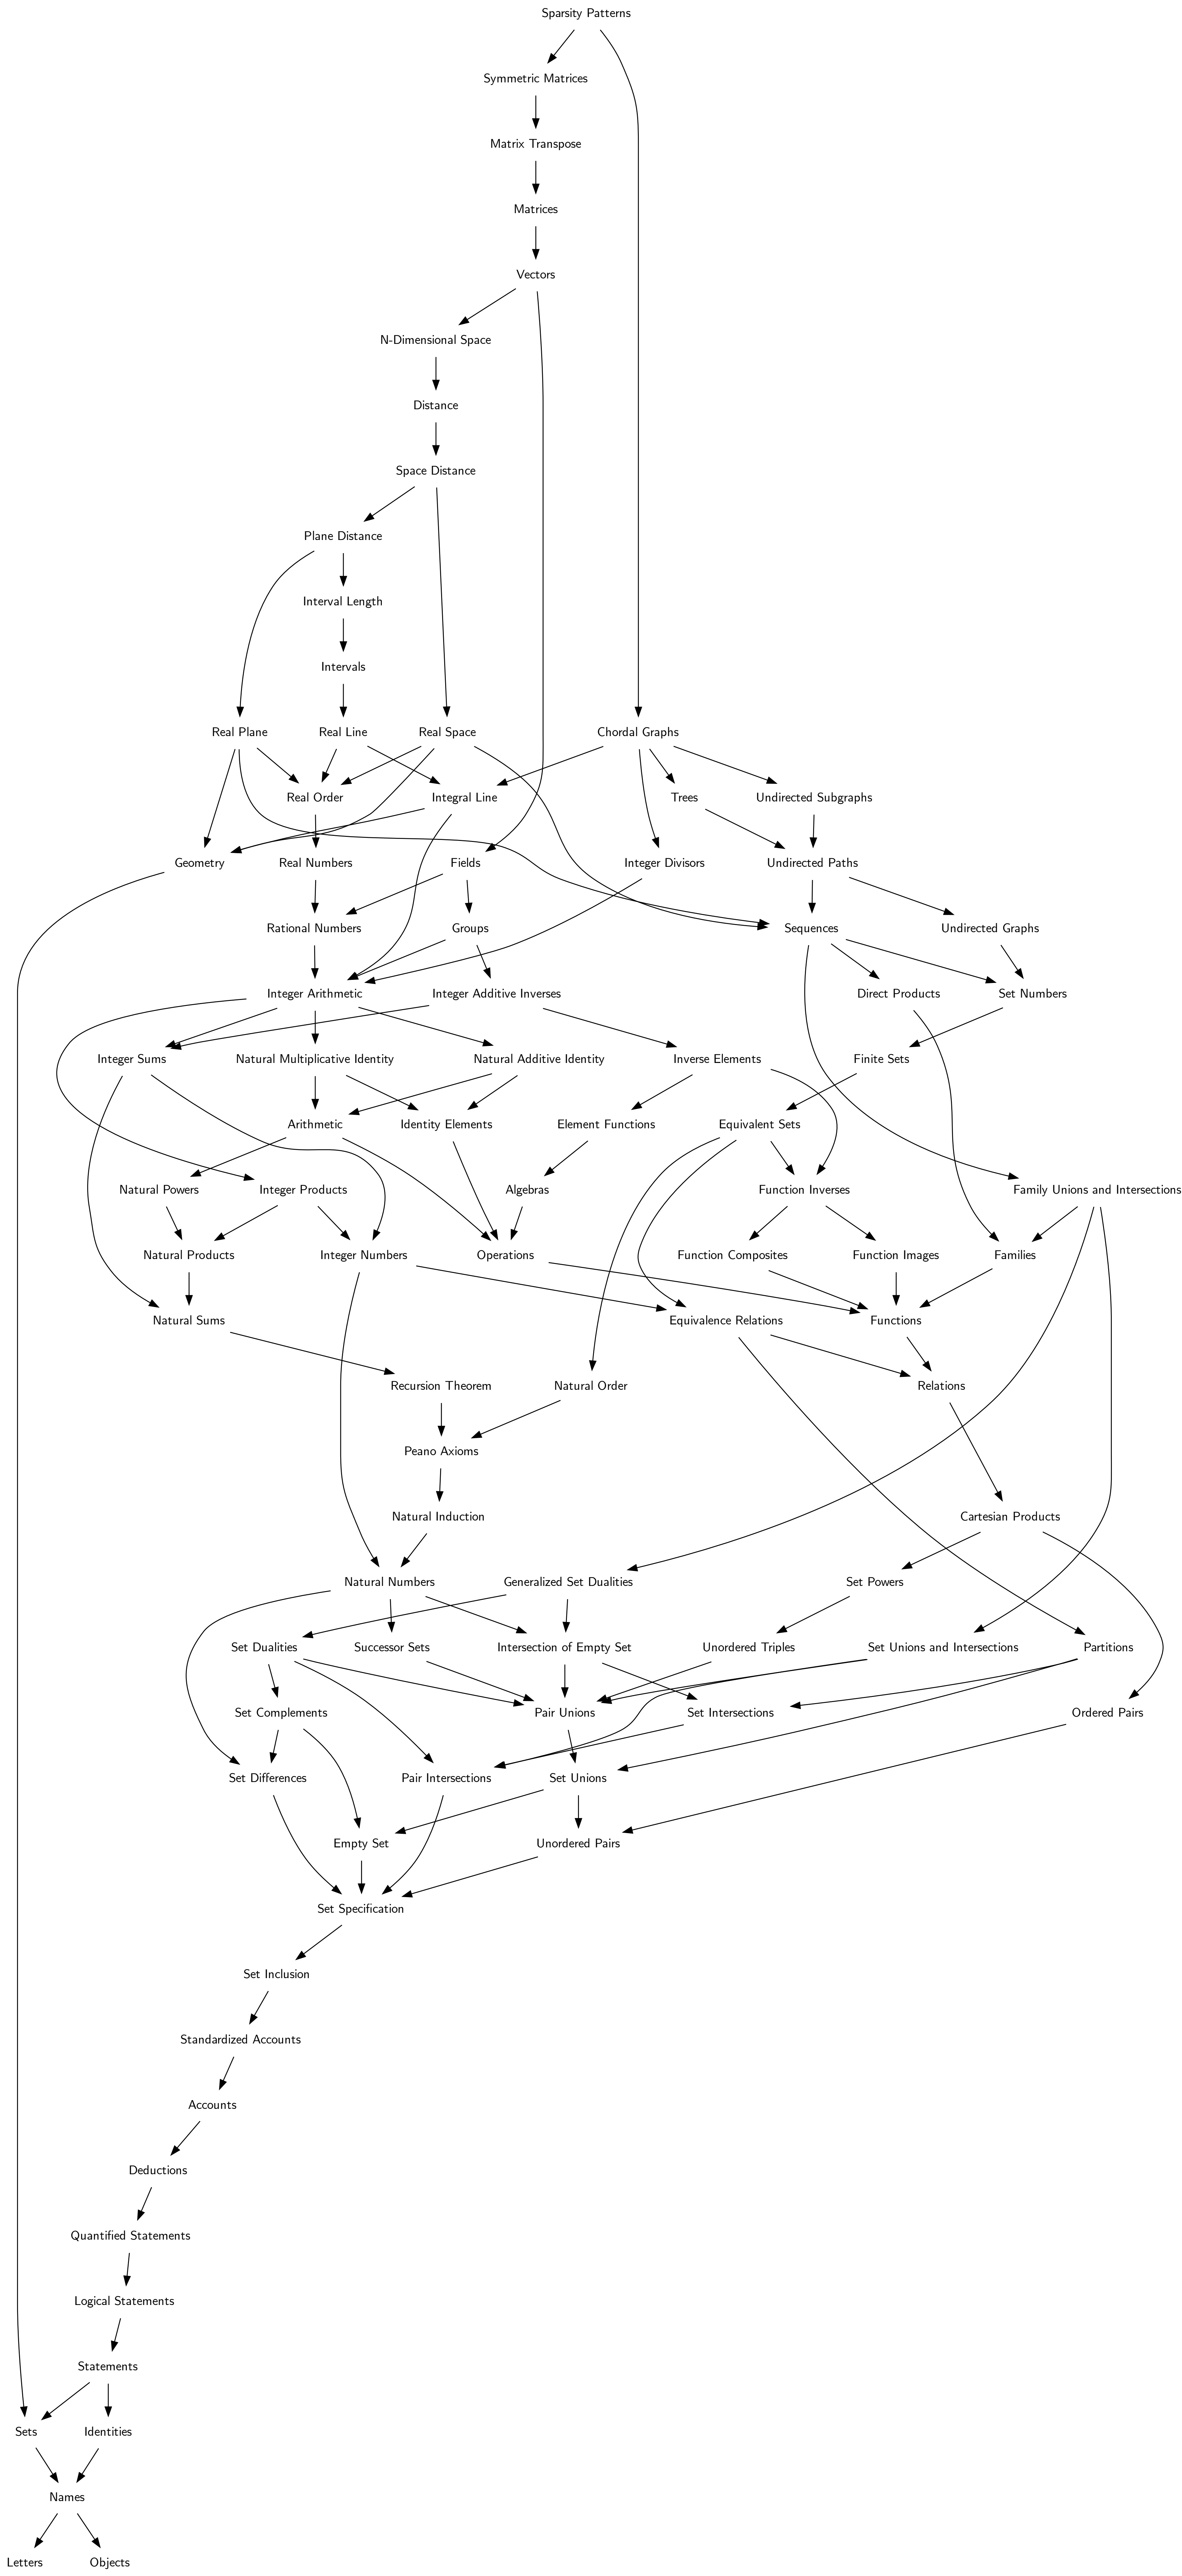 Sparsity Patterns
Symmetric Matrices
Matrix Transpose
Matrices
Vectors
N-Dimensional Space
Distance
Space Distance
Plane Distance
Interval Length
Intervals
Real Plane
Real Line
Real Space
Chordal Graphs
Real Order
Integral Line
Trees
Undirected Subgraphs
Geometry
Real Numbers
Fields
Integer Divisors
Undirected Paths
Rational Numbers
Groups
Sequences
Undirected Graphs
Integer Arithmetic
Integer Additive Inverses
Direct Products
Set Numbers
Integer Sums
Natural Multiplicative Identity
Natural Additive Identity
Inverse Elements
Finite Sets
Arithmetic
Identity Elements
Element Functions
Equivalent Sets
Natural Powers
Integer Products
Algebras
Function Inverses
Family Unions and Intersections
Natural Products
Integer Numbers
Operations
Function Composites
Function Images
Families
Natural Sums
Equivalence Relations
Functions
Recursion Theorem
Natural Order
Relations
Peano Axioms
Natural Induction
Cartesian Products
Natural Numbers
Generalized Set Dualities
Set Powers
Set Dualities
Successor Sets
Intersection of Empty Set
Unordered Triples
Set Unions and Intersections
Partitions
Set Complements
Pair Unions
Set Intersections
Ordered Pairs
Set Differences
Pair Intersections
Set Unions
Empty Set
Unordered Pairs
Set Specification
Set Inclusion
Standardized Accounts
Accounts
Deductions
Quantified Statements
Logical Statements
Statements
Sets
Identities
Names
Letters
Objects